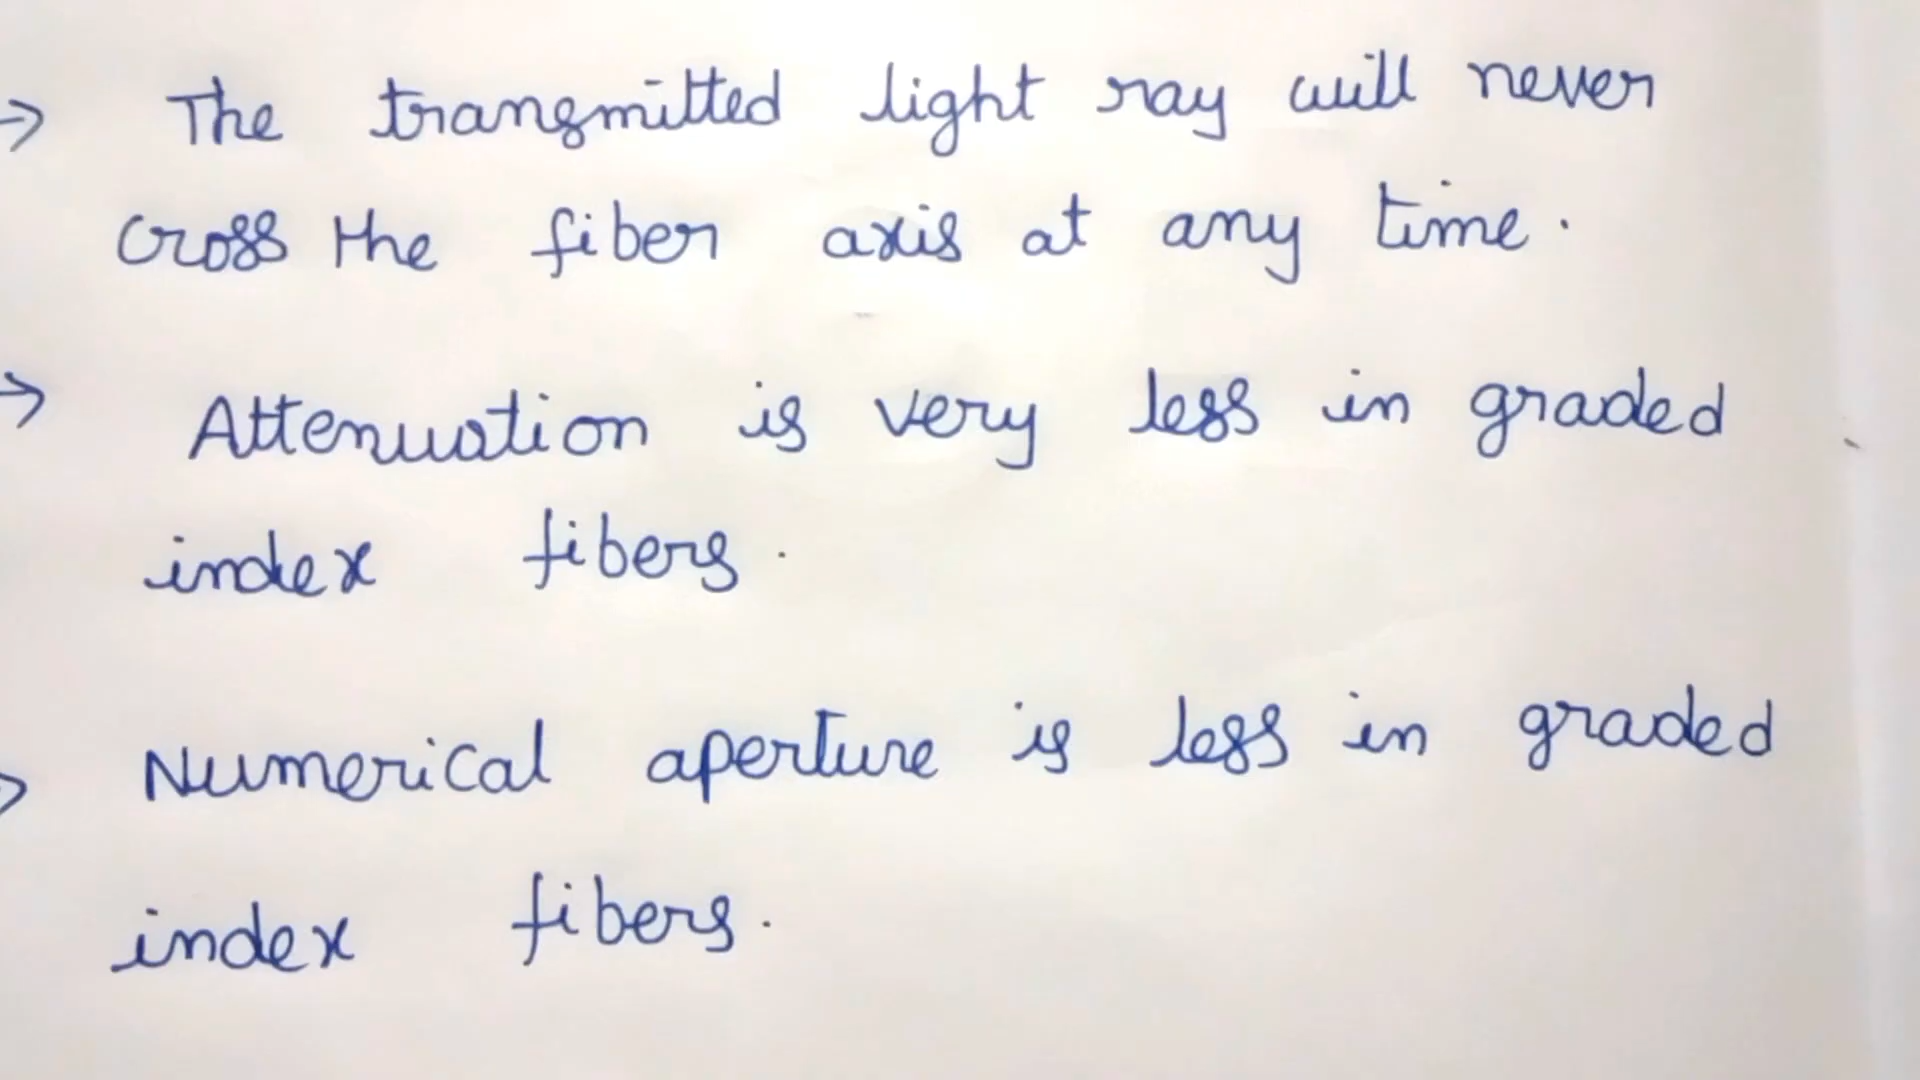 → The transmitted light ray will never
cross the fiber axis at any time.
→ Attenuation is very less in graded
index fibers.
→ Numerical aperture is less in graded
index fibers.